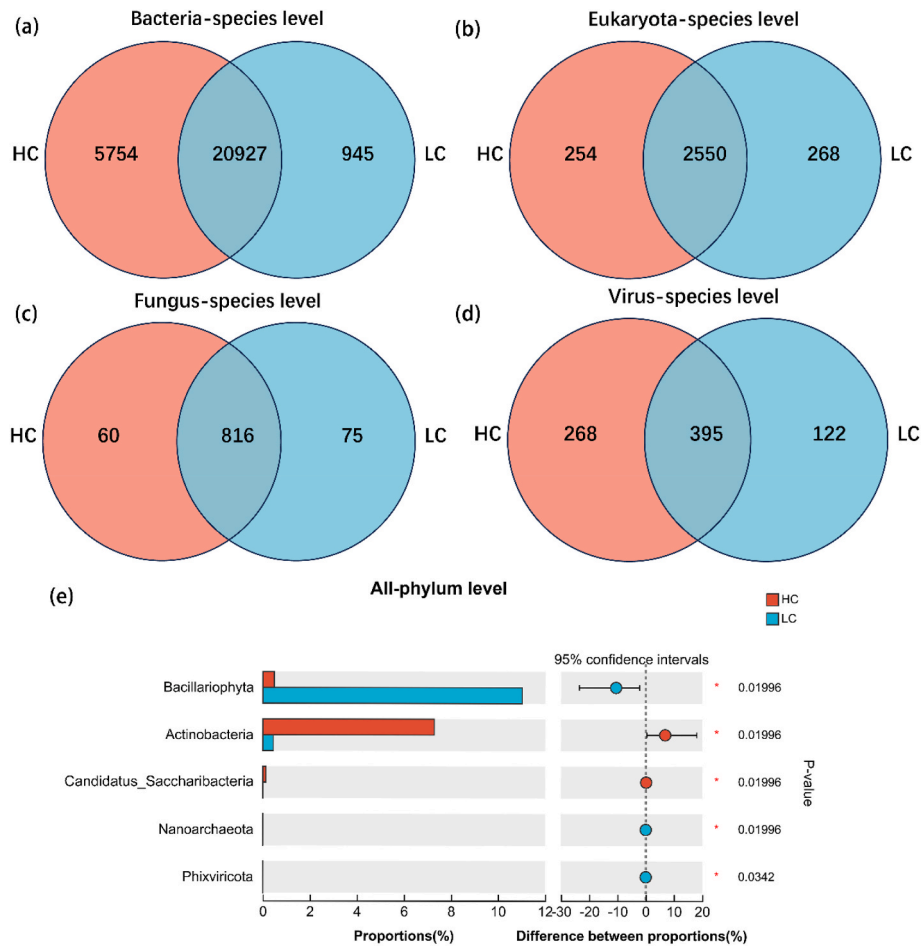 (a)
Bacteria-species level
HC
5754
20927
945
LC
(b)
Eukaryota-species level
HC
254
2550
268
LC
(c)
Fungus-species level
HC
60
816
75
LC
(d)
Virus-species level
HC
268
395
122
LC
(e)
All-phylum level
HC
LC
95% confidence intervals
Bacillariophyta
* 0.01996
Actinobacteria
* 0.01996
Candidatus_Saccharibacteria
* 0.01996
Nanoarchaeota
* 0.01996
Phixviricota
* 0.0342
P-value
0 2 4 6 8 10 12
-30 -10 0 10 20
Proportions(%)
Difference between proportions(%)